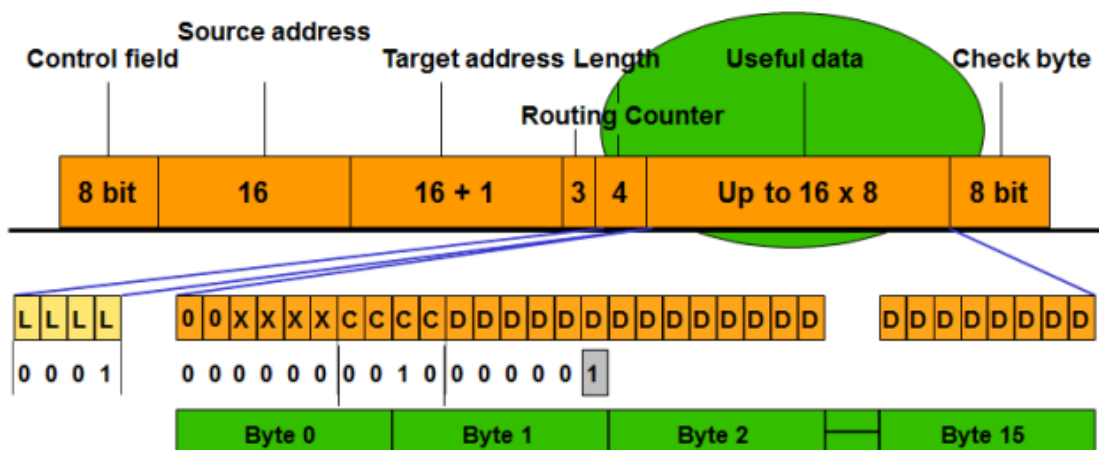 Source address
Control field Target address Length Useful data Check byte
Routing Counter
8 bit 16 16 + 1 3 4 Up to 16 x 8 8 bit
L L L L 0 0 X X X X C C C C D D D D D D D D D D D D D D D D D D D D D D
0 0 0 1 0 0 0 0 0 0 0 0 1 0 0 0 0 0 0 1
Byte 0 Byte 1 Byte 2 Byte 15